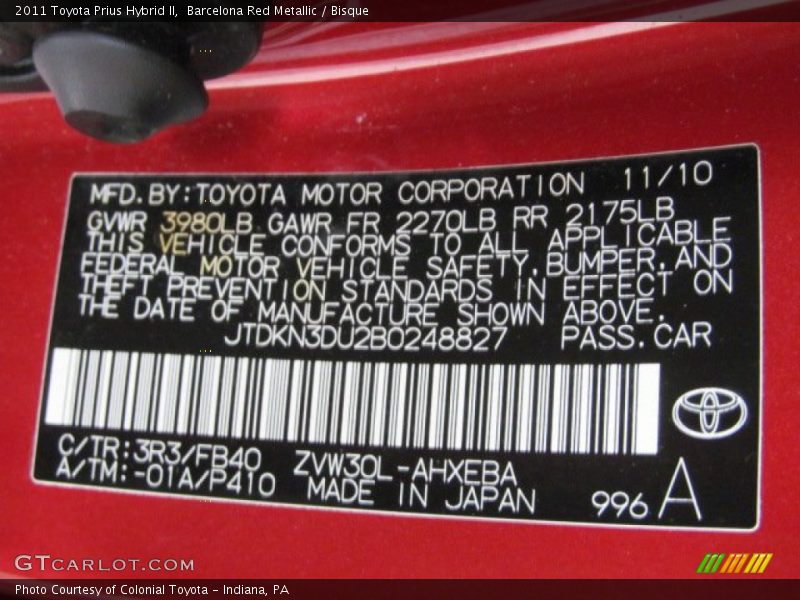 2011 Toyota Prius Hybrid II, Barcelona Red Metallic / Bisque
MFD.BY:TOYOTA MOTOR CORPORATION 11/10
GVWR 3980LB GAWR FR 2270LB RR 2175LB
THIS VEHICLE CONFORMS TO ALL APPLICABLE
FEDERAL MOTOR VEHICLE SAFETY,BUMPER,AND
THEFT PREVENTION STANDARDS IN EFFECT ON
THE DATE OF MANUFACTURE SHOWN ABOVE.
JTDKN3DU2B0248827 PASS.CAR
C/TR:3R3/FB40 ZVW30L-AHXEBA
A/TM:-01A/P410 MADE IN JAPAN 996 A
GTCARLOT.COM
Photo Courtesy of Colonial Toyota - Indiana, PA